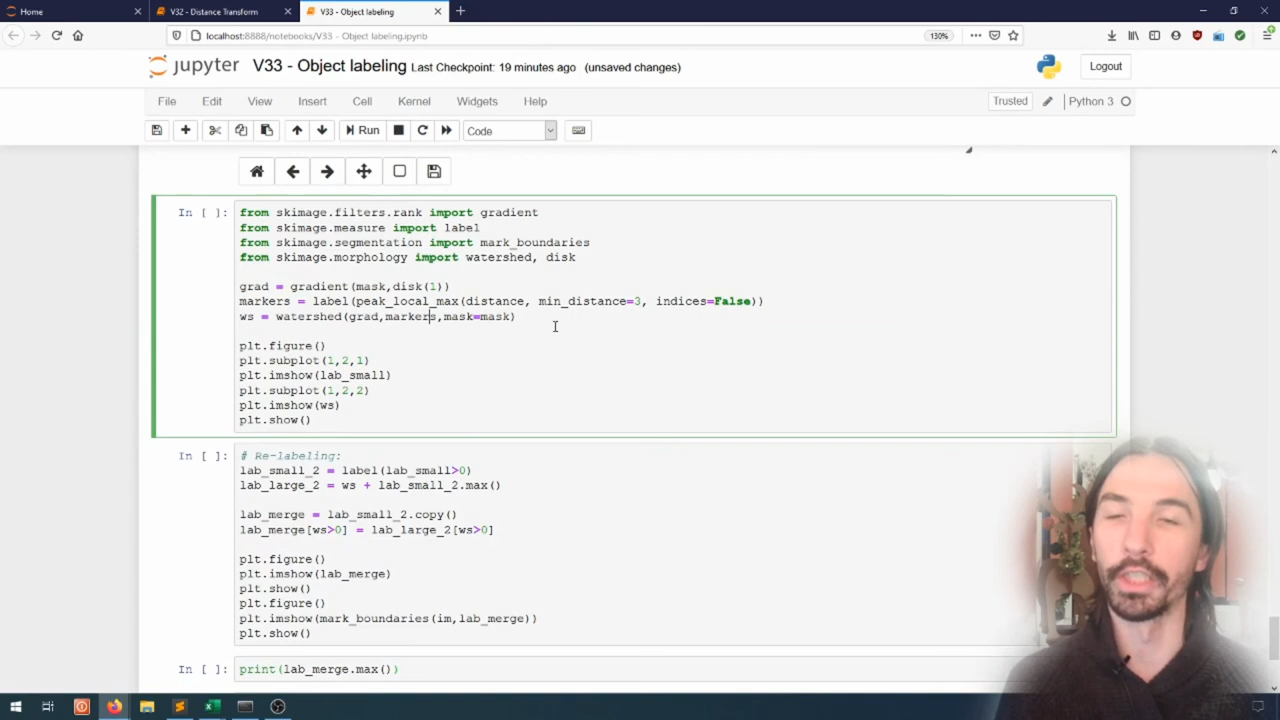 Home
V32 - Distance Transform
V33 - Object labeling
localhost:8888/notebooks/V33 - Object labeling.ipynb
130%
jupyter V33 - Object labeling Last Checkpoint: 19 minutes ago (unsaved changes)
Logout
File Edit View Insert Cell Kernel Widgets Help
Trusted Python 3
Run Code
In [ ]: from skimage.filters.rank import gradient
from skimage.measure import label
from skimage.segmentation import mark_boundaries
from skimage.morphology import watershed, disk
grad = gradient(mask,disk(1))
markers = label(peak_local_max(distance, min_distance=3, indices=False))
ws = watershed(grad,markers,mask=mask)
plt.figure()
plt.subplot(1,2,1)
plt.imshow(lab_small)
plt.subplot(1,2,2)
plt.imshow(ws)
plt.show()
In [ ]: # Re-labeling:
lab_small_2 = label(lab_small>0)
lab_large_2 = ws + lab_small_2.max()
lab_merge = lab_small_2.copy()
lab_merge[ws>0] = lab_large_2[ws>0]
plt.figure()
plt.imshow(lab_merge)
plt.show()
plt.figure()
plt.imshow(mark_boundaries(im,lab_merge))
plt.show()
In [ ]: print(lab_merge.max())